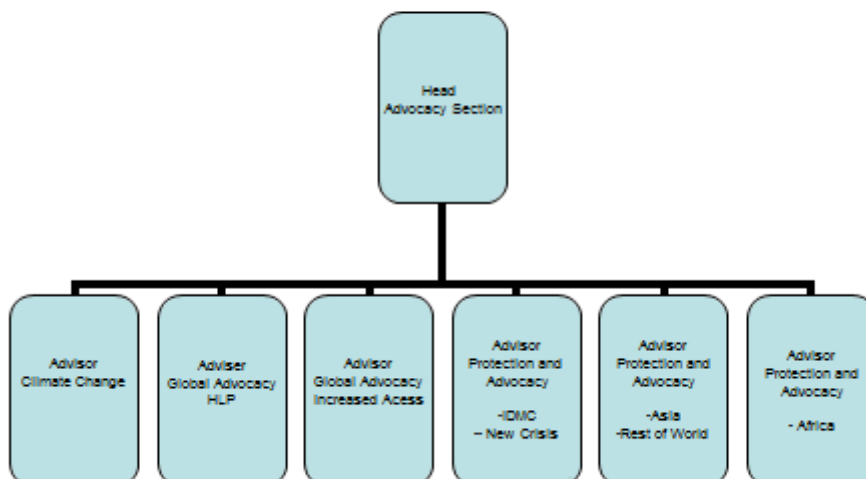 Head
Advocacy Section
Advisor
Climate Change
Adviser
Global Advocacy
HLP
Advisor
Global Advocacy
Increased Acess
Advisor
Protection and
Advocacy
-IDMC
– New Crisis
Advisor
Protection and
Advocacy
-Asia
-Rest of World
Advisor
Protection and
Advocacy
- Africa